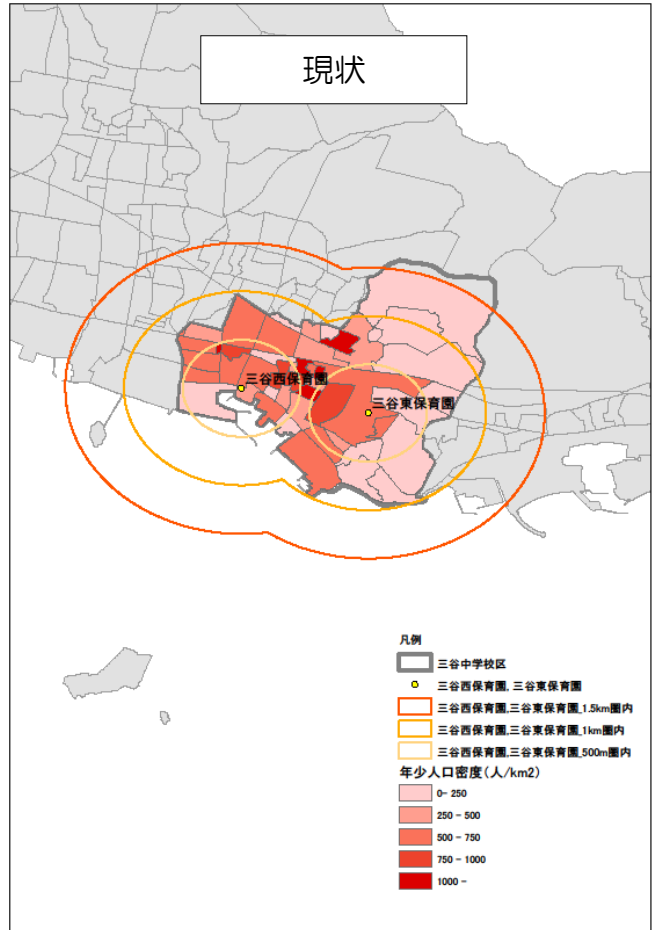 現状
三谷西保育園
三谷東保育園
凡例
三谷中学校区
三谷西保育園, 三谷東保育園
三谷西保育園,三谷東保育園_1.5km圏内
三谷西保育園,三谷東保育園_1km圏内
三谷西保育園,三谷東保育園_500m圏内
年少人口密度(人/km2)
0- 250
250 - 500
500 - 750
750 - 1000
1000 -